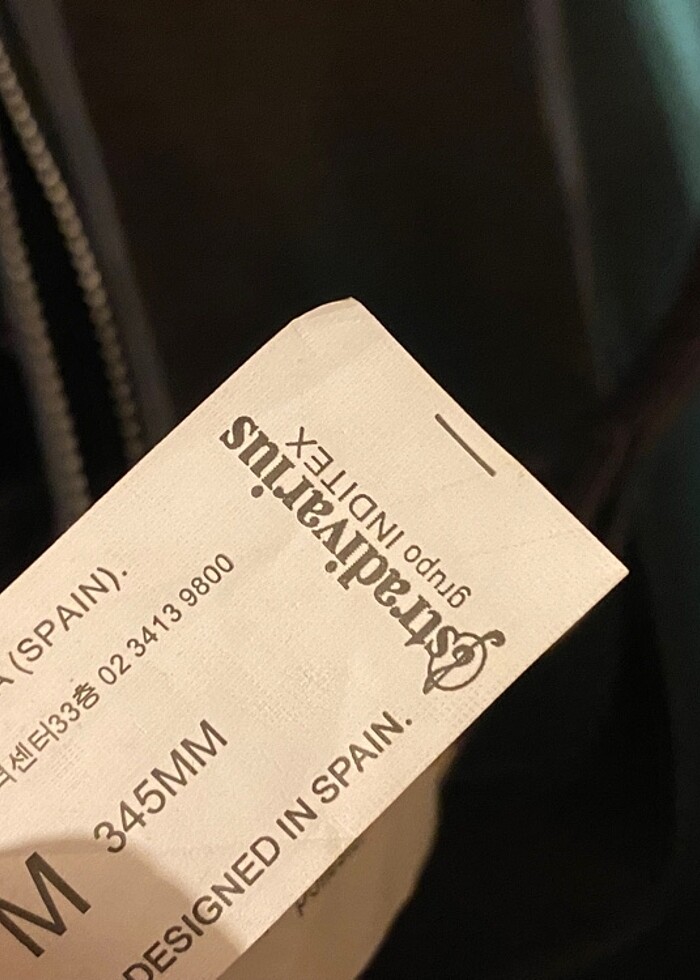 stradivarius
grupo INDITEX
A (SPAIN).
센터33층 02 3413 9800
M 345MM
DESIGNED IN SPAIN.